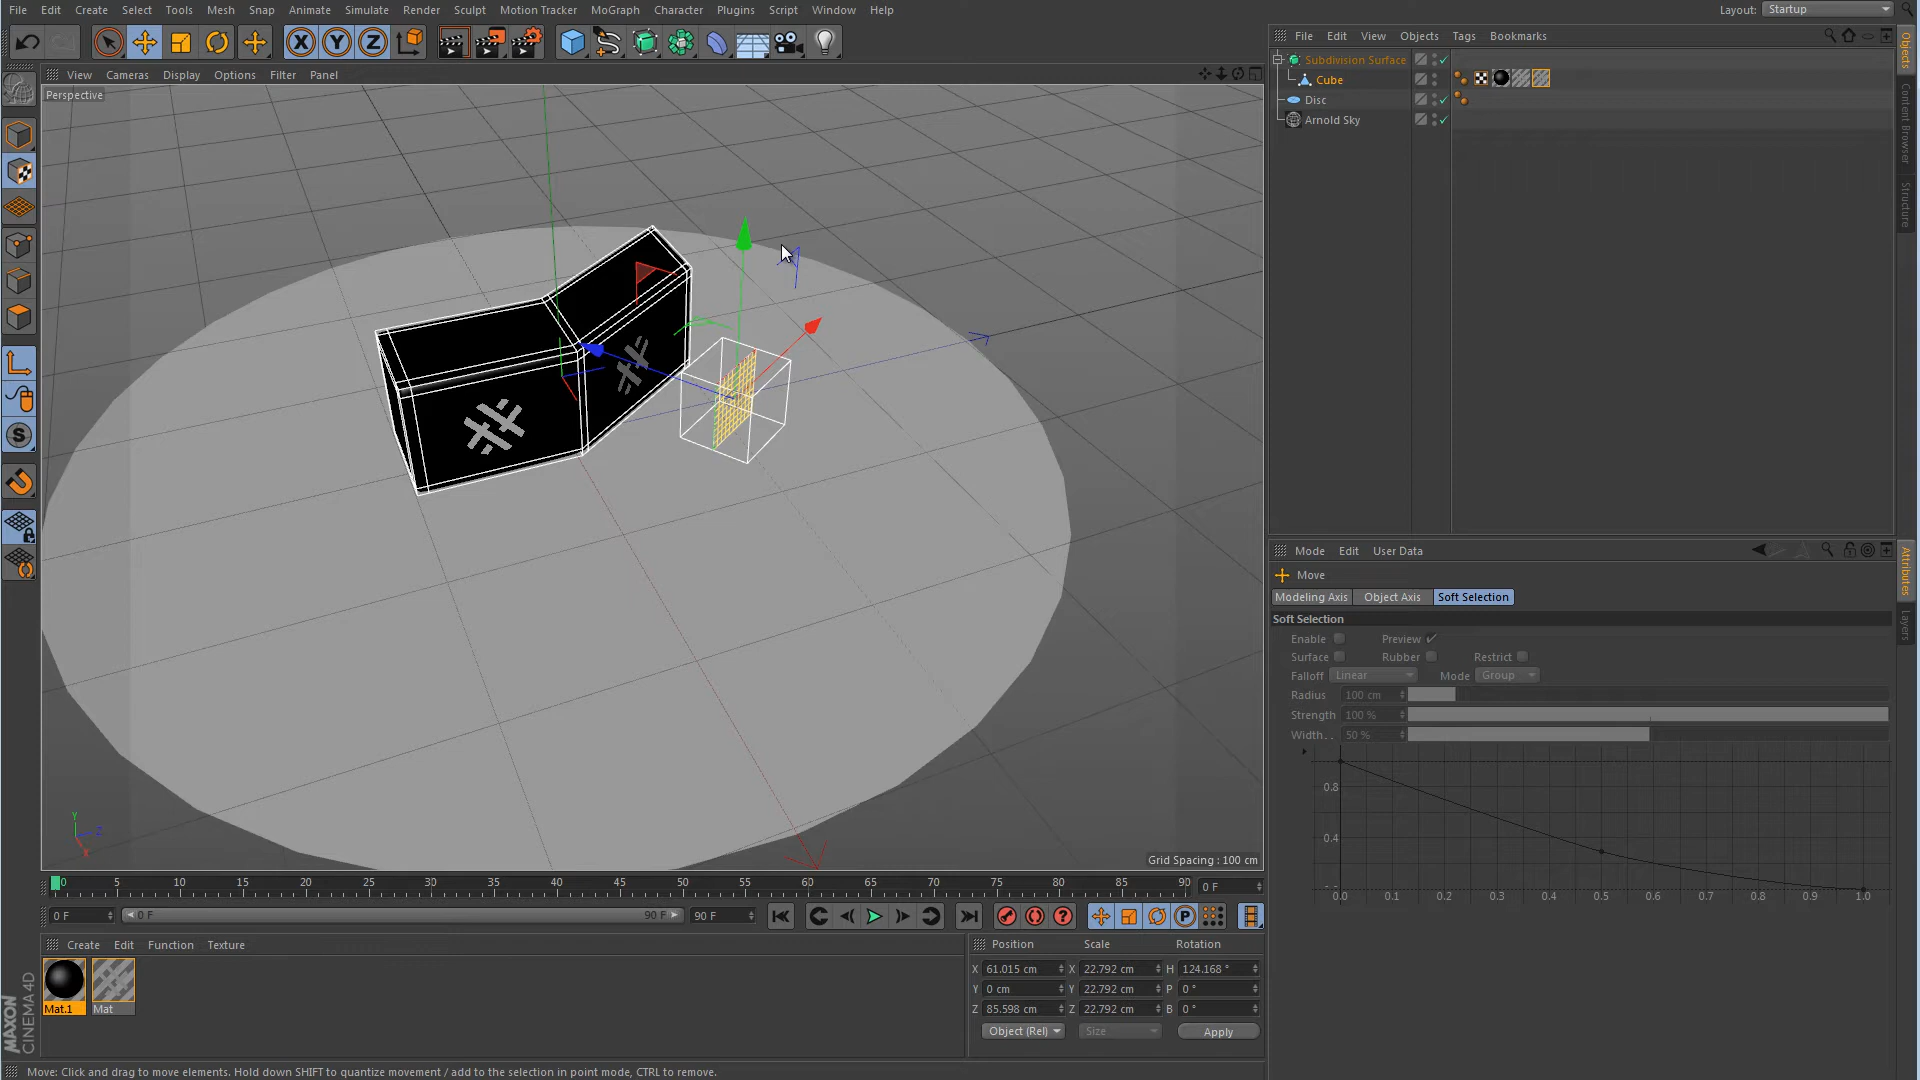 File Edit Create Select Tools Mesh Snap Animate Simulate Render Sculpt Motion Tracker MoGraph Character Plugins Script Window Help
Layout: Startup
X Y Z
View Cameras Display Options Filter Panel
File Edit View Objects Tags Bookmarks
Perspective
Subdivision Surface
Cube
Disc
Arnold Sky
Objects
Content Browser
Structure
Mode Edit User Data
Move
Modeling Axis Object Axis Soft Selection
Soft Selection
Enable Preview
Surface Rubber Restrict
Falloff Linear Mode Group
Radius 100 cm
Strength 100 %
Width.. 50 %
0.8
0.4
0.0 0.1 0.2 0.3 0.4 0.5 0.6 0.7 0.8 0.9 1.0
Attributes
Layers
S
Y
Z
X
Grid Spacing : 100 cm
0 5 10 15 20 25 30 35 40 45 50 55 60 65 70 75 80 85 90
0 F
0 F 0 F 90 F 90 F
P
Create Edit Function Texture
Mat.1 Mat
Position Scale Rotation
X 61.015 cm X 22.792 cm H 124.168 °
Y 0 cm Y 22.792 cm P 0 °
Z 85.598 cm Z 22.792 cm B 0 °
Object (Rel) Size Apply
MAXON
CINEMA 4D
Move: Click and drag to move elements. Hold down SHIFT to quantize movement / add to the selection in point mode, CTRL to remove.